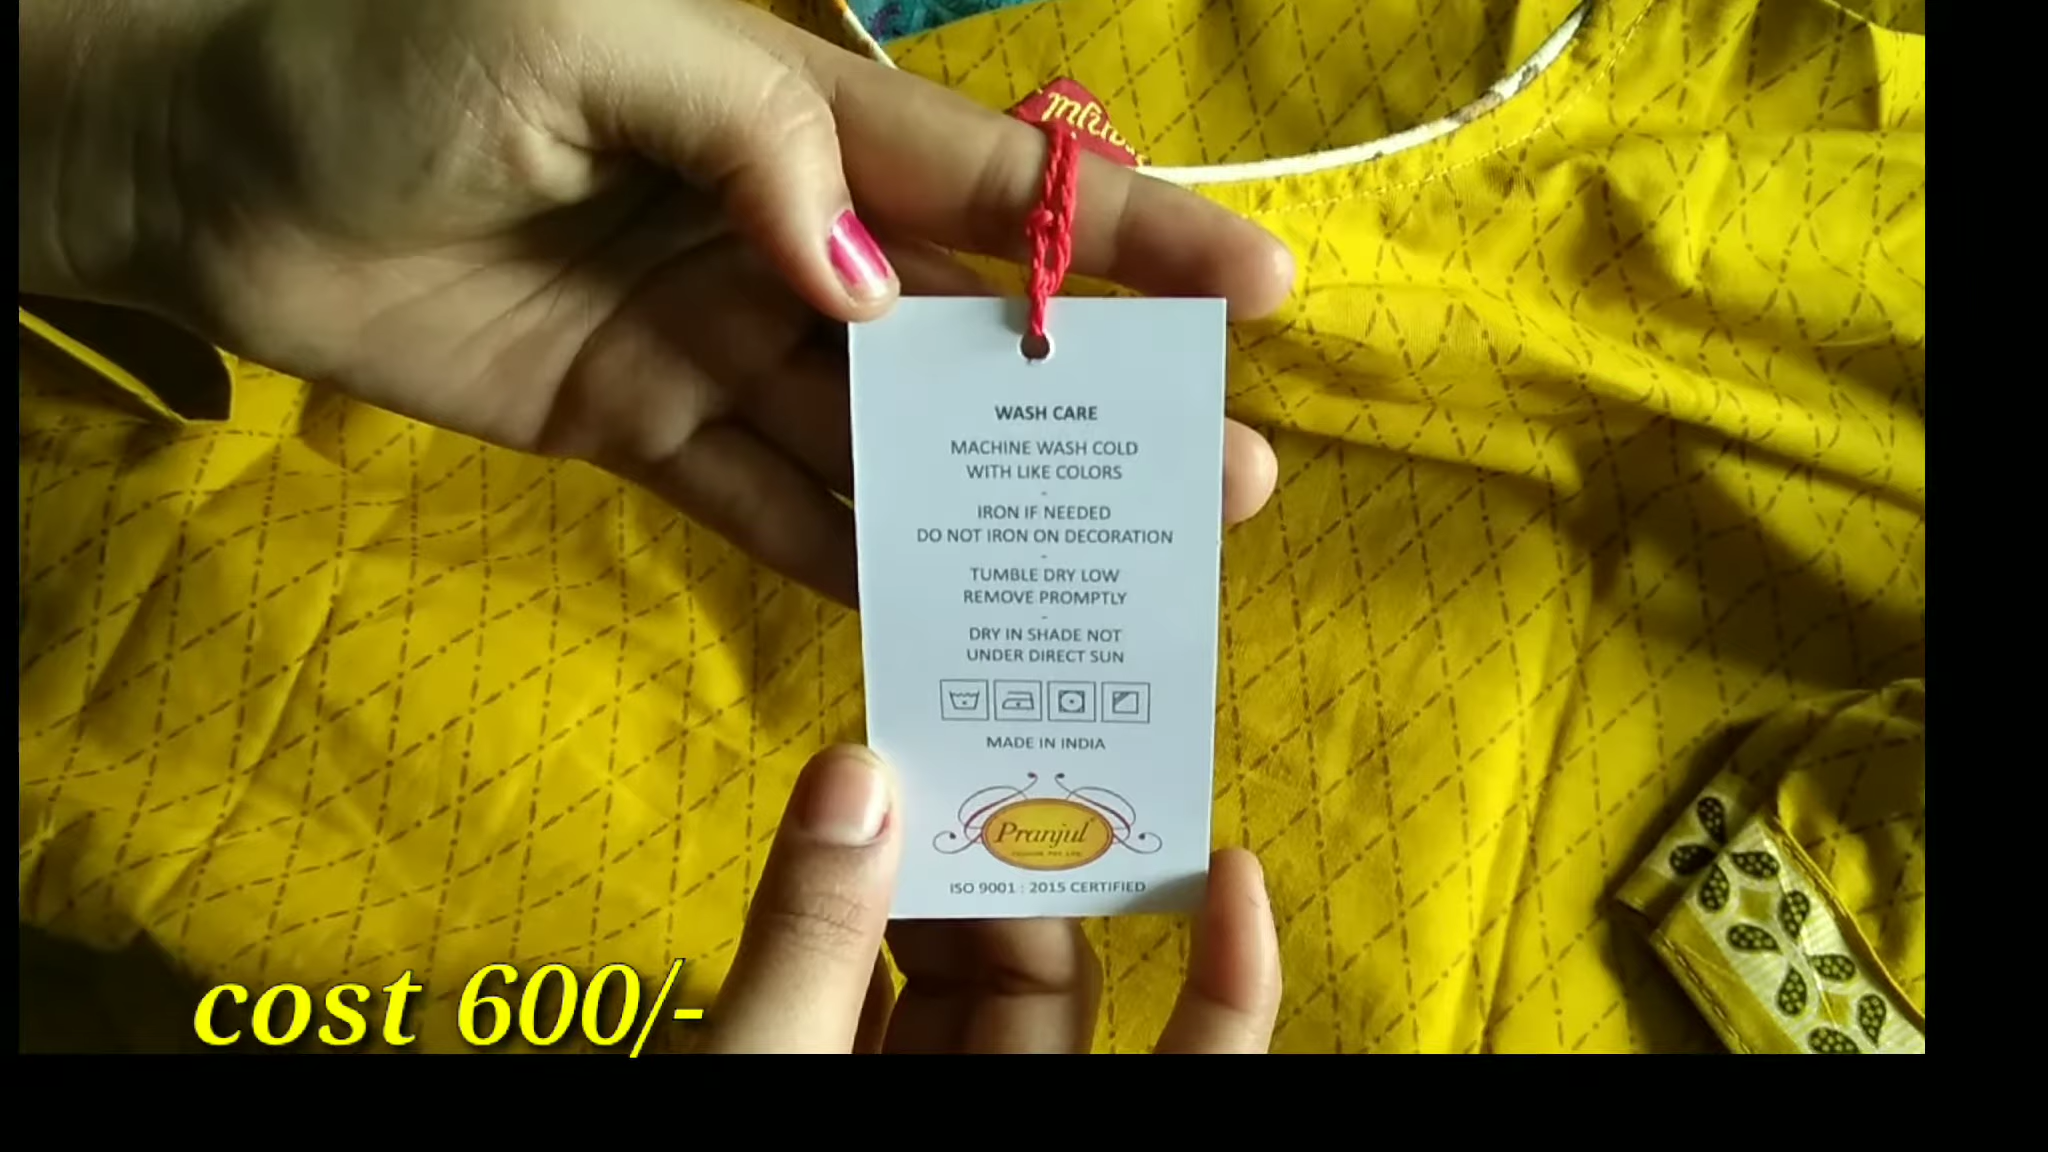 WASH CARE
MACHINE WASH COLD
WITH LIKE COLORS
-
IRON IF NEEDED
DO NOT IRON ON DECORATION
-
TUMBLE DRY LOW
REMOVE PROMPTLY
-
DRY IN SHADE NOT
UNDER DIRECT SUN
MADE IN INDIA
Pranjul
ISO 9001 : 2015 CERTIFIED
cost 600/-